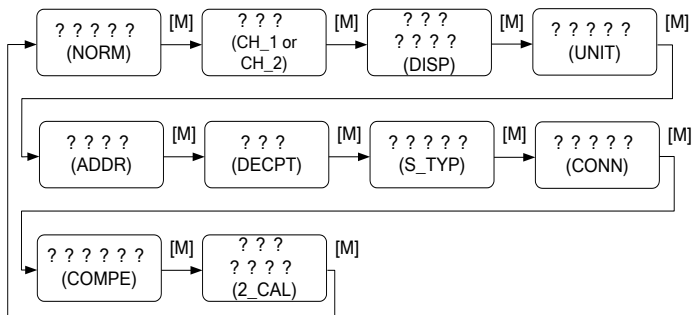 ? ? ? ? ?
(NORM)
[M]
? ? ?
(CH_1 or
CH_2)
[M]
? ? ?
? ? ? ?
(DISP)
[M]
? ? ? ? ?
(UNIT)
[M]
? ? ? ?
(ADDR)
[M]
? ? ?
(DECPT)
[M]
? ? ? ? ?
(S_TYP)
[M]
? ? ? ? ?
(CONN)
[M]
? ? ? ? ? ?
(COMPE)
[M]
? ? ?
? ? ? ?
(2_CAL)
[M]